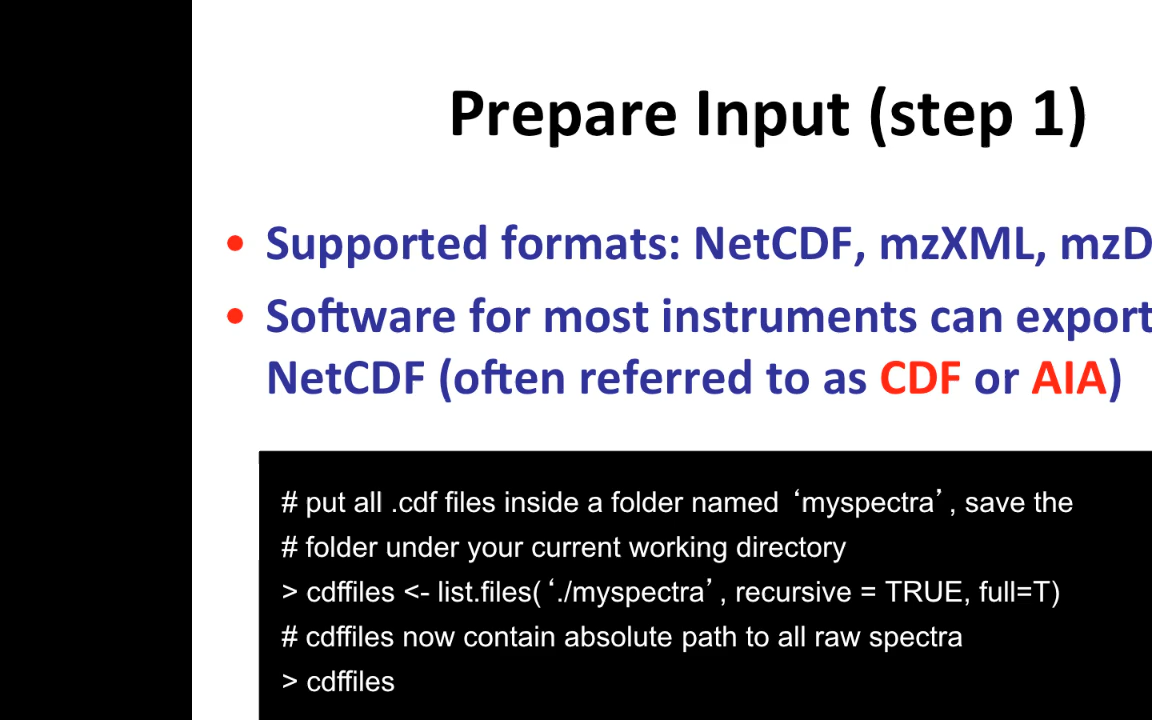 Prepare Input (step 1)
• Supported formats: NetCDF, mzXML, mzD
• Software for most instruments can export
NetCDF (often referred to as CDF or AIA)
# put all .cdf files inside a folder named ‘myspectra’, save the
# folder under your current working directory
> cdffiles <- list.files(‘./myspectra’, recursive = TRUE, full=T)
# cdffiles now contain absolute path to all raw spectra
> cdffiles